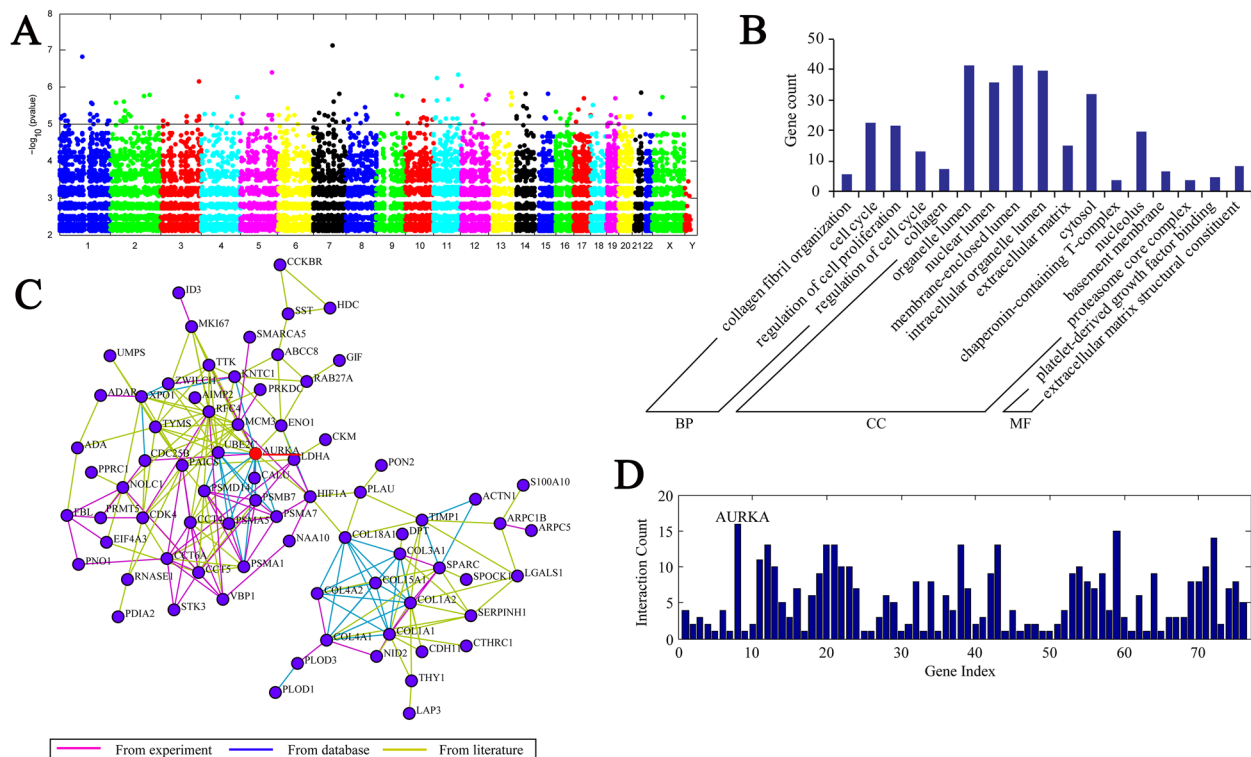 A
8
7
6
5
4
3
2
−log10 (pvalue)
1 2 3 4 5 6 7 8 9 10 11 12 13 14 15 16 17 18 19 20 21 22 X Y
B
50
40
30
20
10
0
Gene count
collagen fibril organization
cell cycle
regulation of cell proliferation
regulation of cell cycle
collagen
organelle lumen
nuclear lumen
membrane-enclosed lumen
intracellular organelle lumen
extracellular matrix
cytosol
chaperonin-containing T-complex
nucleolus
basement membrane
proteasome core complex
platelet-derived growth factor binding
extracellular matrix structural constituent
BP CC MF
C
CCKBR
ID3
HDC
SST
MKI67
SMARCA5
UMPS
ABCC8
GIF
TTK
KNTC1
RAB27A
ZWILCH
ADAR
XPO1
AIMP2
PRKDC
RFC4
MCM3
ENO1
TYMS
CKM
ADA
UBE2C
AURKA
CDC25B
PAICS
LDHA
PPRC1
CALU
PON2
NOLC1
PSMD14
PSMB7
HIF1A
PLAU
S100A10
ACTN1
FBL
PRMT5
CDK4
CCT4
PSMA5
PSMA7
TIMP1
ARPC1B
ARPC5
EIF4A3
NAA10
COL18A1
DPT
PNO1
CCT6A
COL3A1
CCT5
PSMA1
SPARC
RNASE1
COL15A1
SPOCK1
LGALS1
COL4A2
VBP1
COL1A2
STK3
PDIA2
SERPINH1
COL4A1
COL1A1
NID2
CDH11
CTHRC1
PLOD3
THY1
PLOD1
LAP3
From experiment From database From literature
D
20
15
10
5
0
Interaction Count
AURKA
0 10 20 30 40 50 60 70
Gene Index